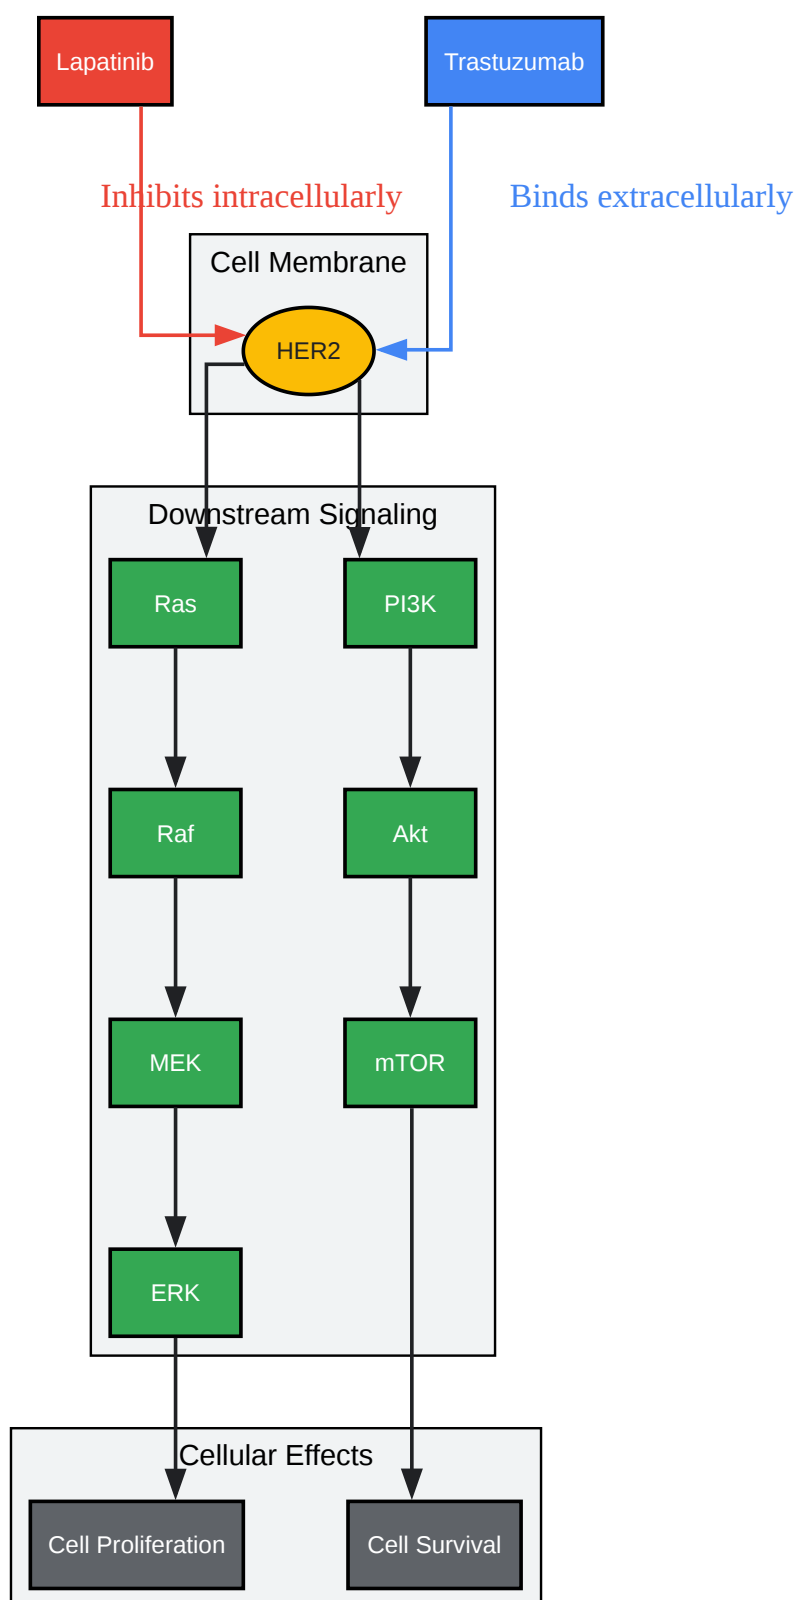 Lapatinib
Trastuzumab
Inhibits intracellularly
Binds extracellularly
Cell Membrane
HER2
Downstream Signaling
Ras
PI3K
Raf
Akt
MEK
mTOR
ERK
Cellular Effects
Cell Proliferation
Cell Survival